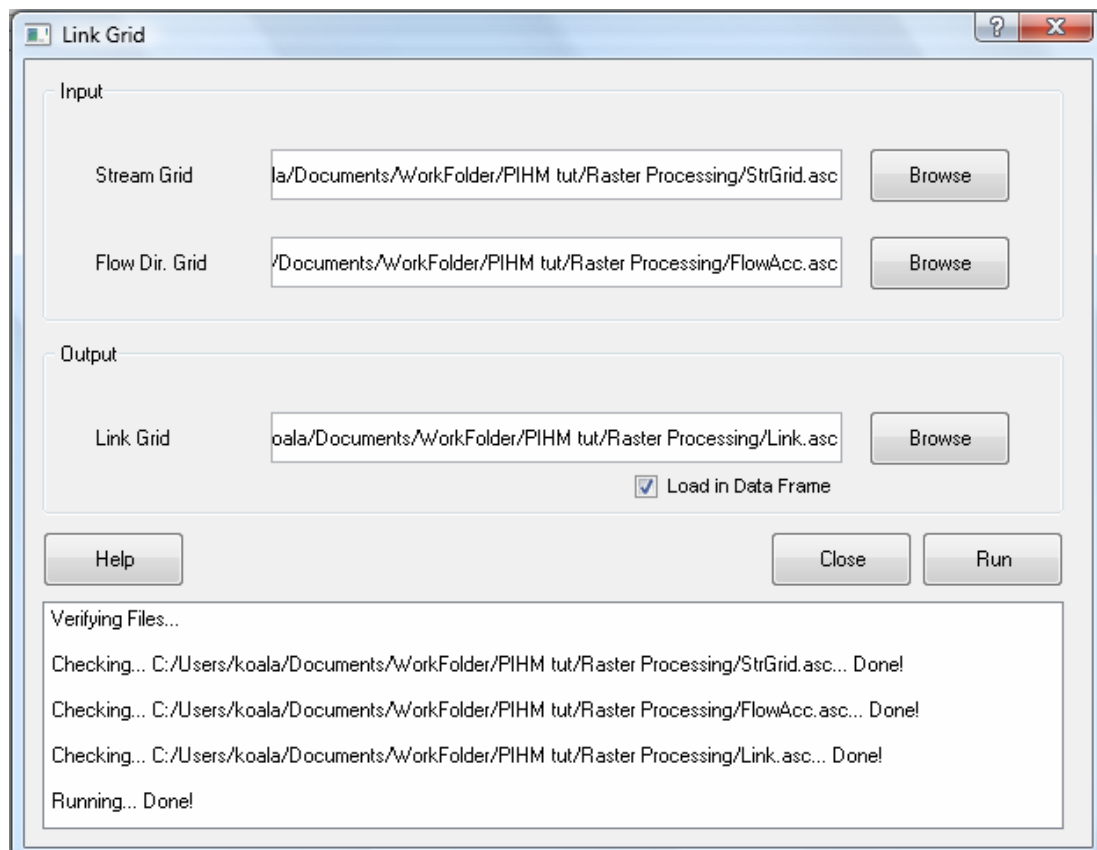 Link Grid
Input
Stream Grid
la/Documents/WorkFolder/PIHM tut/Raster Processing/StrGrid.asc
Browse
Flow Dir. Grid
/Documents/WorkFolder/PIHM tut/Raster Processing/FlowAcc.asc
Browse
Output
Link Grid
oala/Documents/WorkFolder/PIHM tut/Raster Processing/Link.asc
Browse
Load in Data Frame
Help
Close
Run
Verifying Files...
Checking... C:/Users/koala/Documents/WorkFolder/PIHM tut/Raster Processing/StrGrid.asc... Done!
Checking... C:/Users/koala/Documents/WorkFolder/PIHM tut/Raster Processing/FlowAcc.asc... Done!
Checking... C:/Users/koala/Documents/WorkFolder/PIHM tut/Raster Processing/Link.asc... Done!
Running... Done!